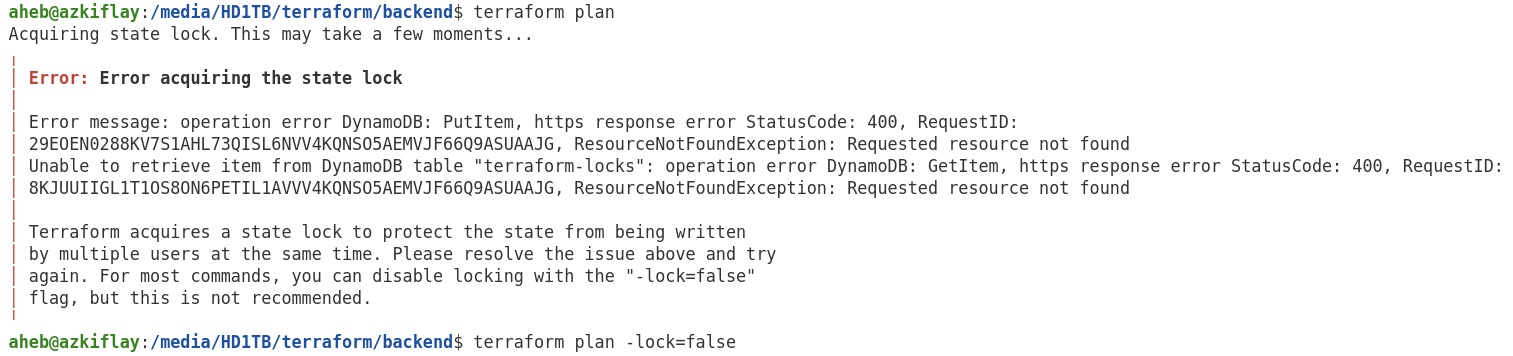 aheb@azkiflay:/media/HD1TB/terraform/backend$ terraform plan
Acquiring state lock. This may take a few moments...
Error: Error acquiring the state lock
Error message: operation error DynamoDB: PutItem, https response error StatusCode: 400, RequestID:
29EOEN0288KV7S1AHL73QISL6NVV4KQNSO5AEMVJF66Q9ASUAAJG, ResourceNotFoundException: Requested resource not found
Unable to retrieve item from DynamoDB table "terraform-locks": operation error DynamoDB: GetItem, https response error StatusCode: 400, RequestID:
8KJUUIIGL1T1OS8ON6PETIL1AVVV4KQNSO5AEMVJF66Q9ASUAAJG, ResourceNotFoundException: Requested resource not found
Terraform acquires a state lock to protect the state from being written
by multiple users at the same time. Please resolve the issue above and try
again. For most commands, you can disable locking with the "-lock=false"
flag, but this is not recommended.
aheb@azkiflay:/media/HD1TB/terraform/backend$ terraform plan -lock=false